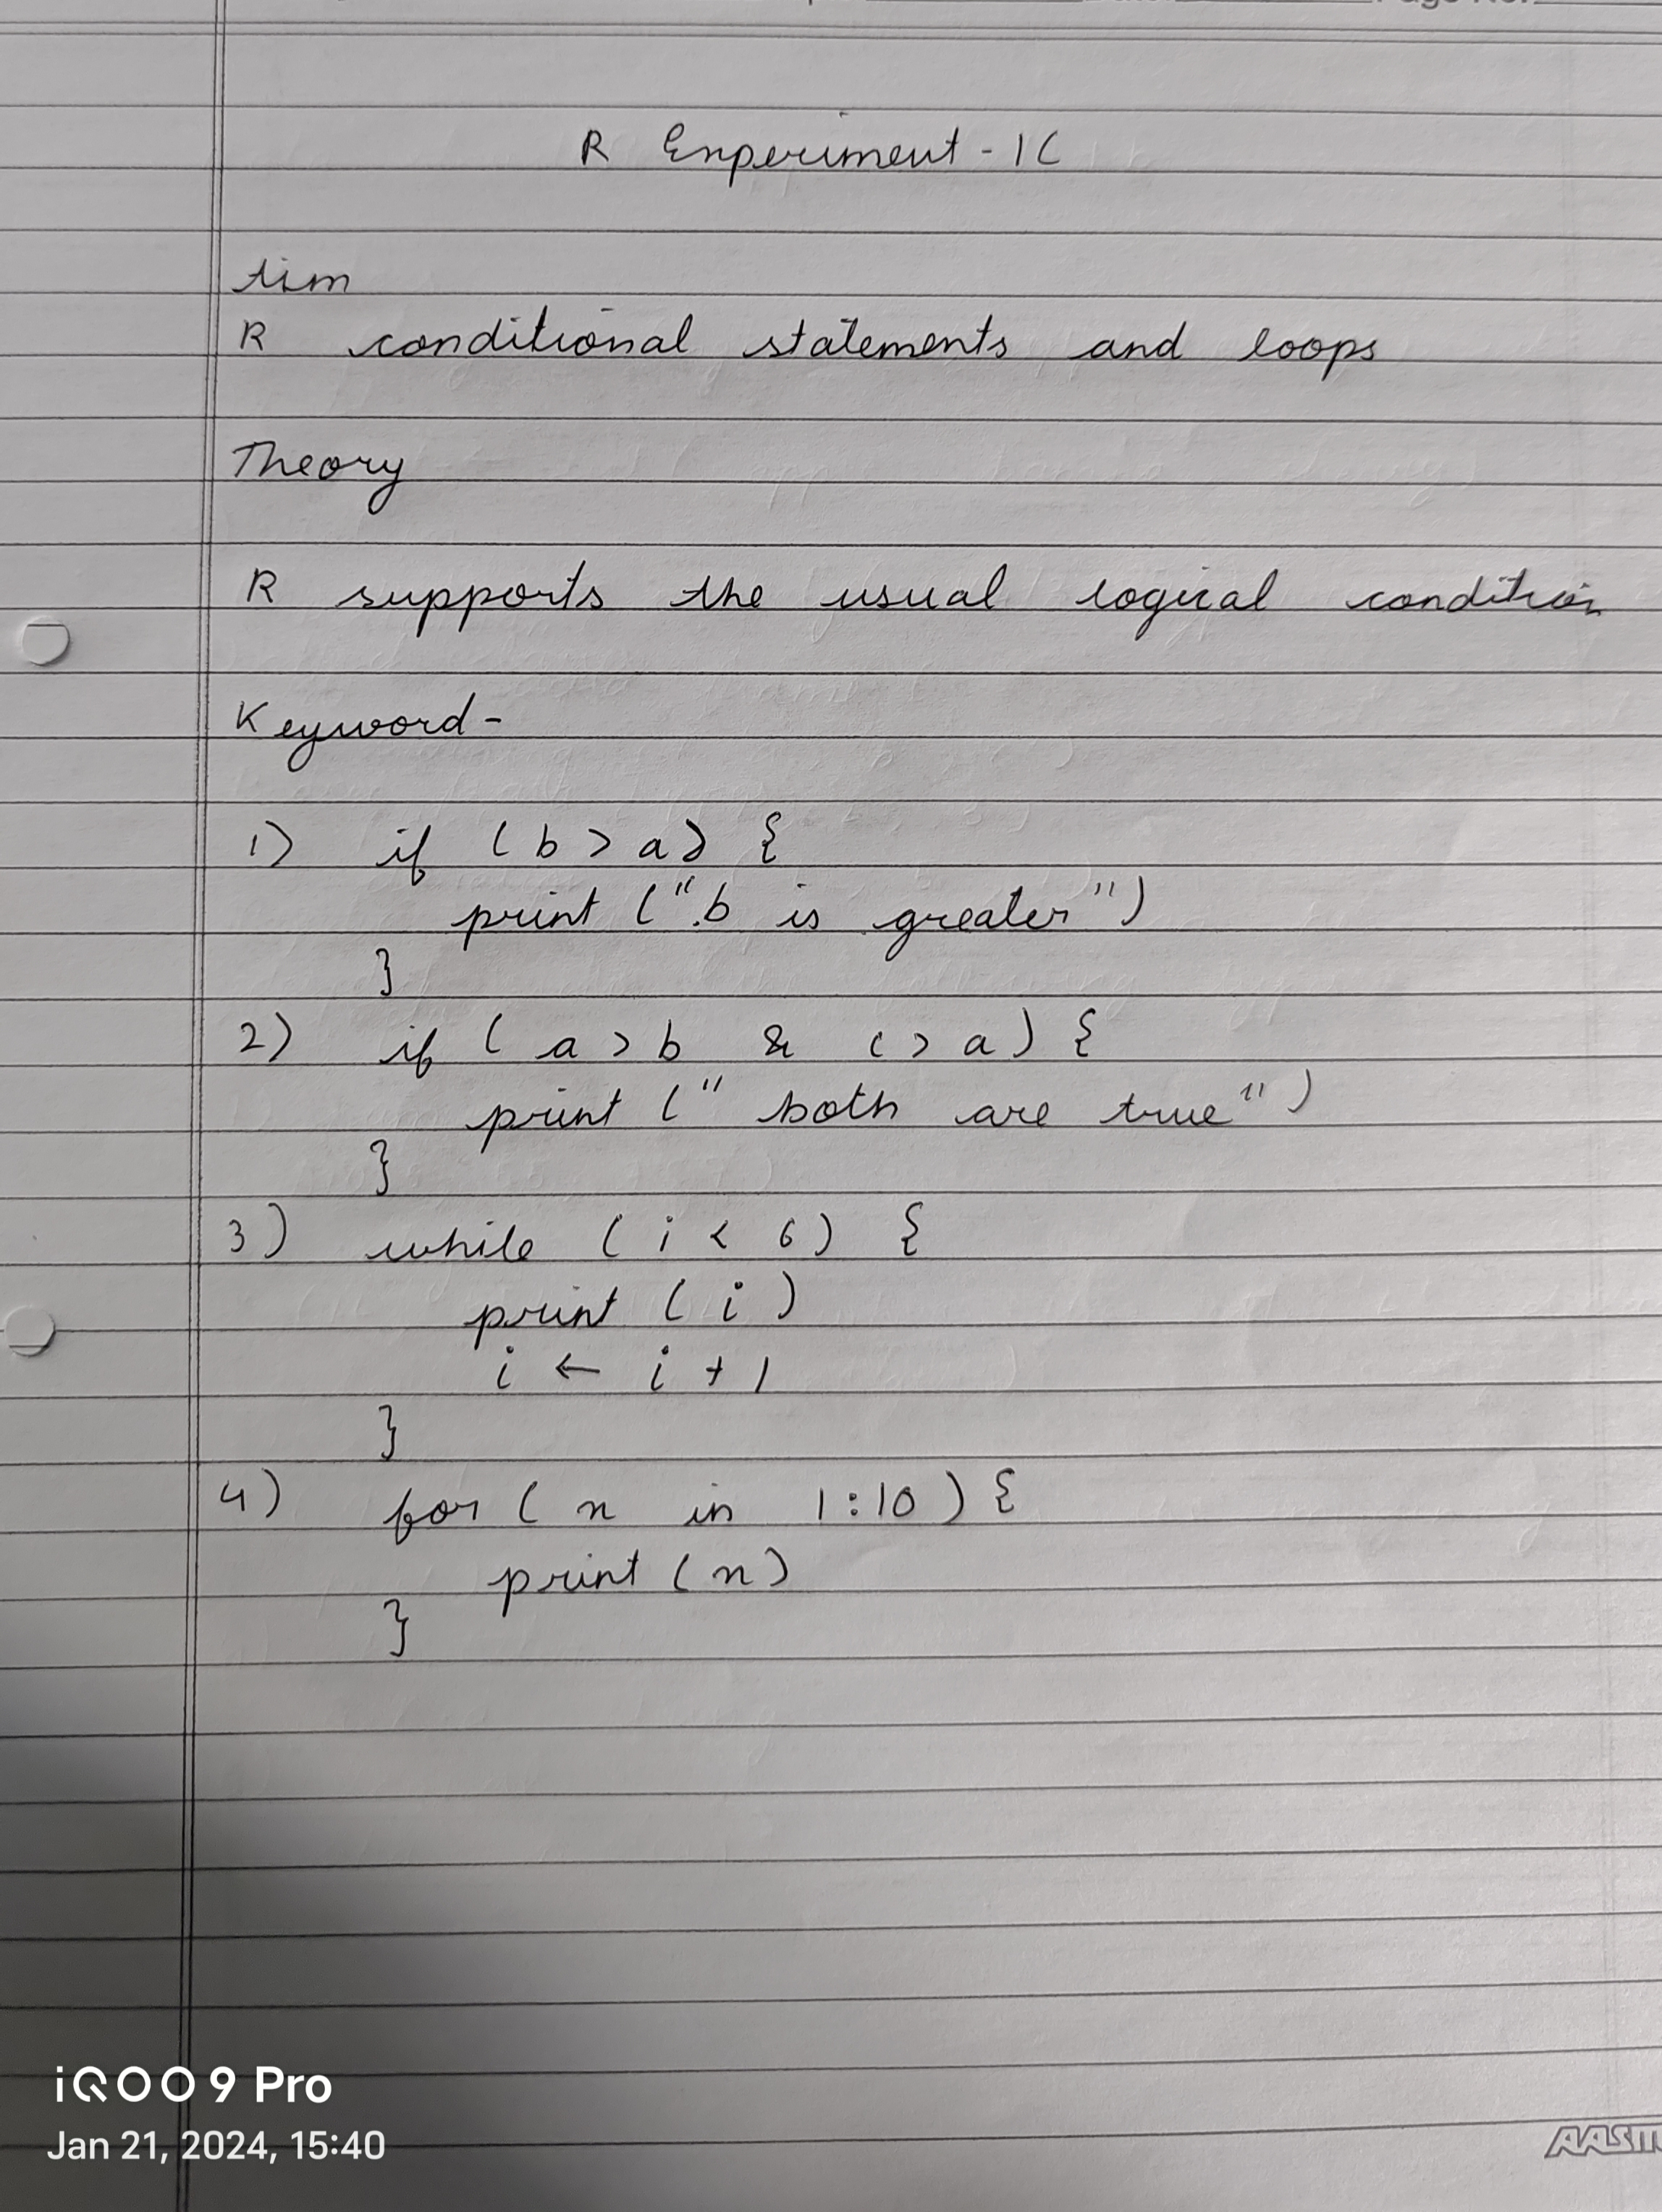 Page No.
R Experiment - 1C
Aim
R conditional statements and loops
Theory
R supports the usual logical condition
Keyword -
1) if (b > a) {
print ("b is greater")
}
2) if (a > b & c > a) {
print (" both are true")
}
3) while (i < 6) {
print (i)
i ← i + 1
}
4) for (x in 1:10) {
print (x)
}
iQOO 9 Pro
Jan 21, 2024, 15:40